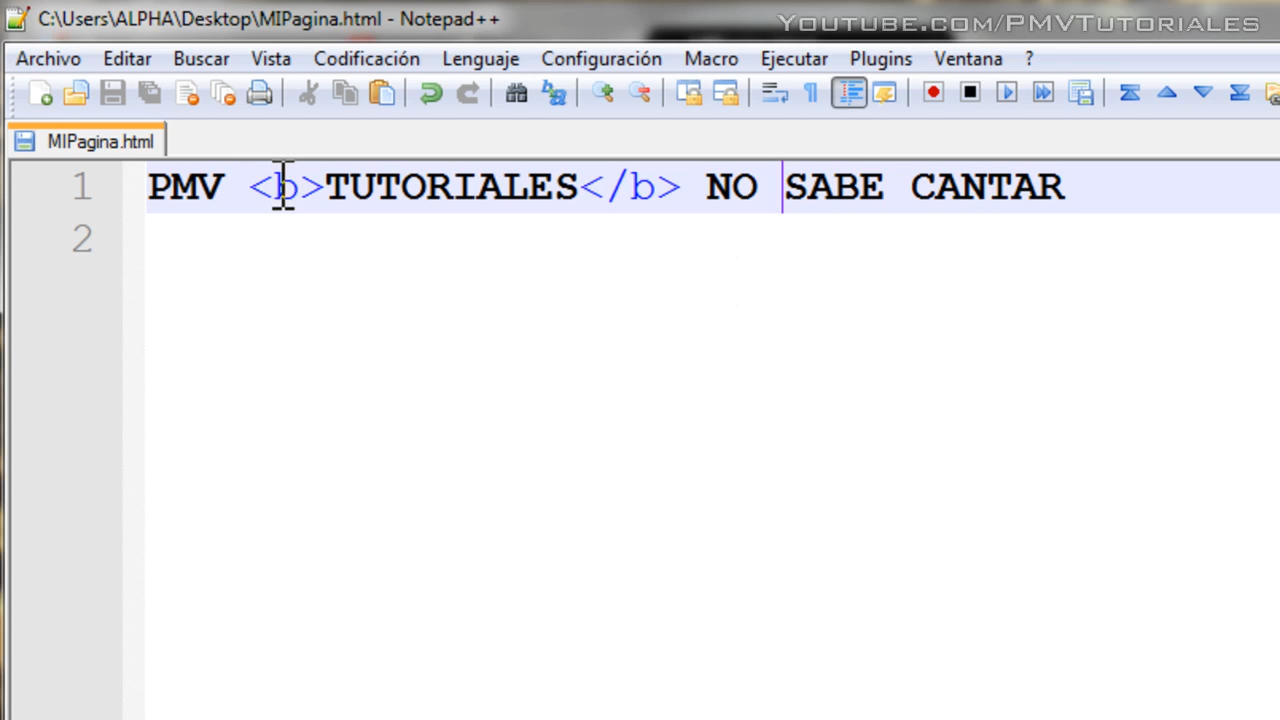 C:\Users\ALPHA\Desktop\MIPagina.html - Notepad++
Youtube.com/PMVTutoriales
Archivo Editar Buscar Vista Codificación Lenguaje Configuración Macro Ejecutar Plugins Ventana ?
MIPagina.html
1 PMV <b>TUTORIALES</b> NO SABE CANTAR
2